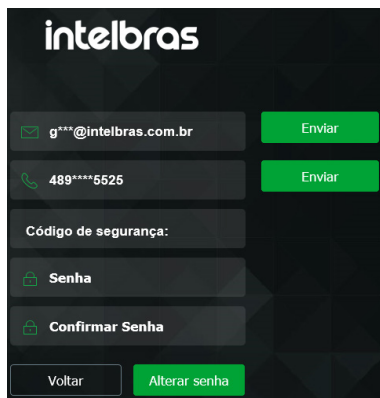 intelbras
g***@intelbras.com.br Enviar
489****5525 Enviar
Código de segurança:
Senha
Confirmar Senha
Voltar Alterar senha